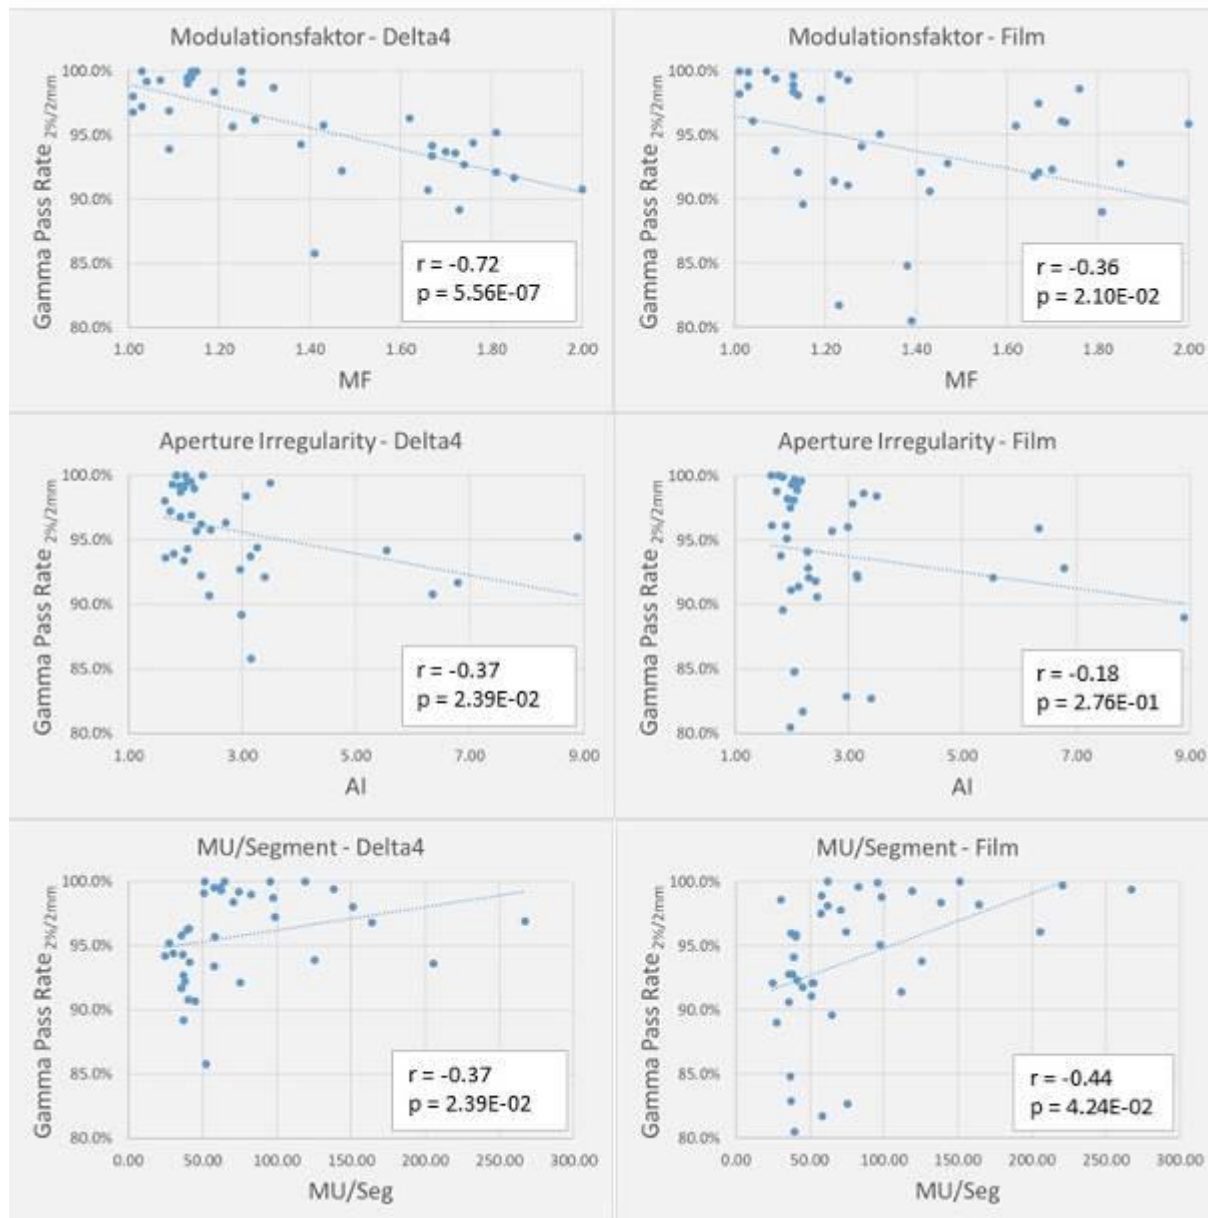 Modulationsfaktor - Delta4
Gamma Pass Rate 2%/2mm
100.0%
95.0%
90.0%
85.0%
80.0%
r = -0.72
p = 5.56E-07
1.00 1.20 1.40 1.60 1.80 2.00
MF
Modulationsfaktor - Film
Gamma Pass Rate 2%/2mm
100.0%
95.0%
90.0%
85.0%
80.0%
r = -0.36
p = 2.10E-02
1.00 1.20 1.40 1.60 1.80 2.00
MF
Aperture Irregularity - Delta4
Gamma Pass Rate 2%/2mm
100.0%
95.0%
90.0%
85.0%
80.0%
r = -0.37
p = 2.39E-02
1.00 3.00 5.00 7.00 9.00
AI
Aperture Irregularity - Film
Gamma Pass Rate 2%/2mm
100.0%
95.0%
90.0%
85.0%
80.0%
r = -0.18
p = 2.76E-01
1.00 3.00 5.00 7.00 9.00
AI
MU/Segment - Delta4
Gamma Pass Rate 2%/2mm
100.0%
95.0%
90.0%
85.0%
80.0%
r = -0.37
p = 2.39E-02
0.00 50.00 100.00 150.00 200.00 250.00 300.00
MU/Seg
MU/Segment - Film
Gamma Pass Rate 2%/2mm
100.0%
95.0%
90.0%
85.0%
80.0%
r = -0.44
p = 4.24E-02
0.00 50.00 100.00 150.00 200.00 250.00 300.00
MU/Seg